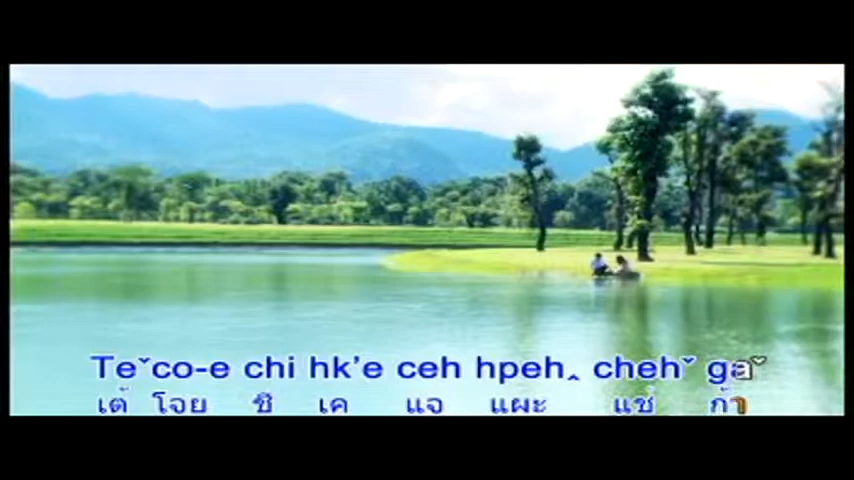 Teˇco-e chi hk’e ceh hpeh‸ chehˇ gaˇ
เต้ โจย ชิ เค แจ แผะ แช่ ก้า